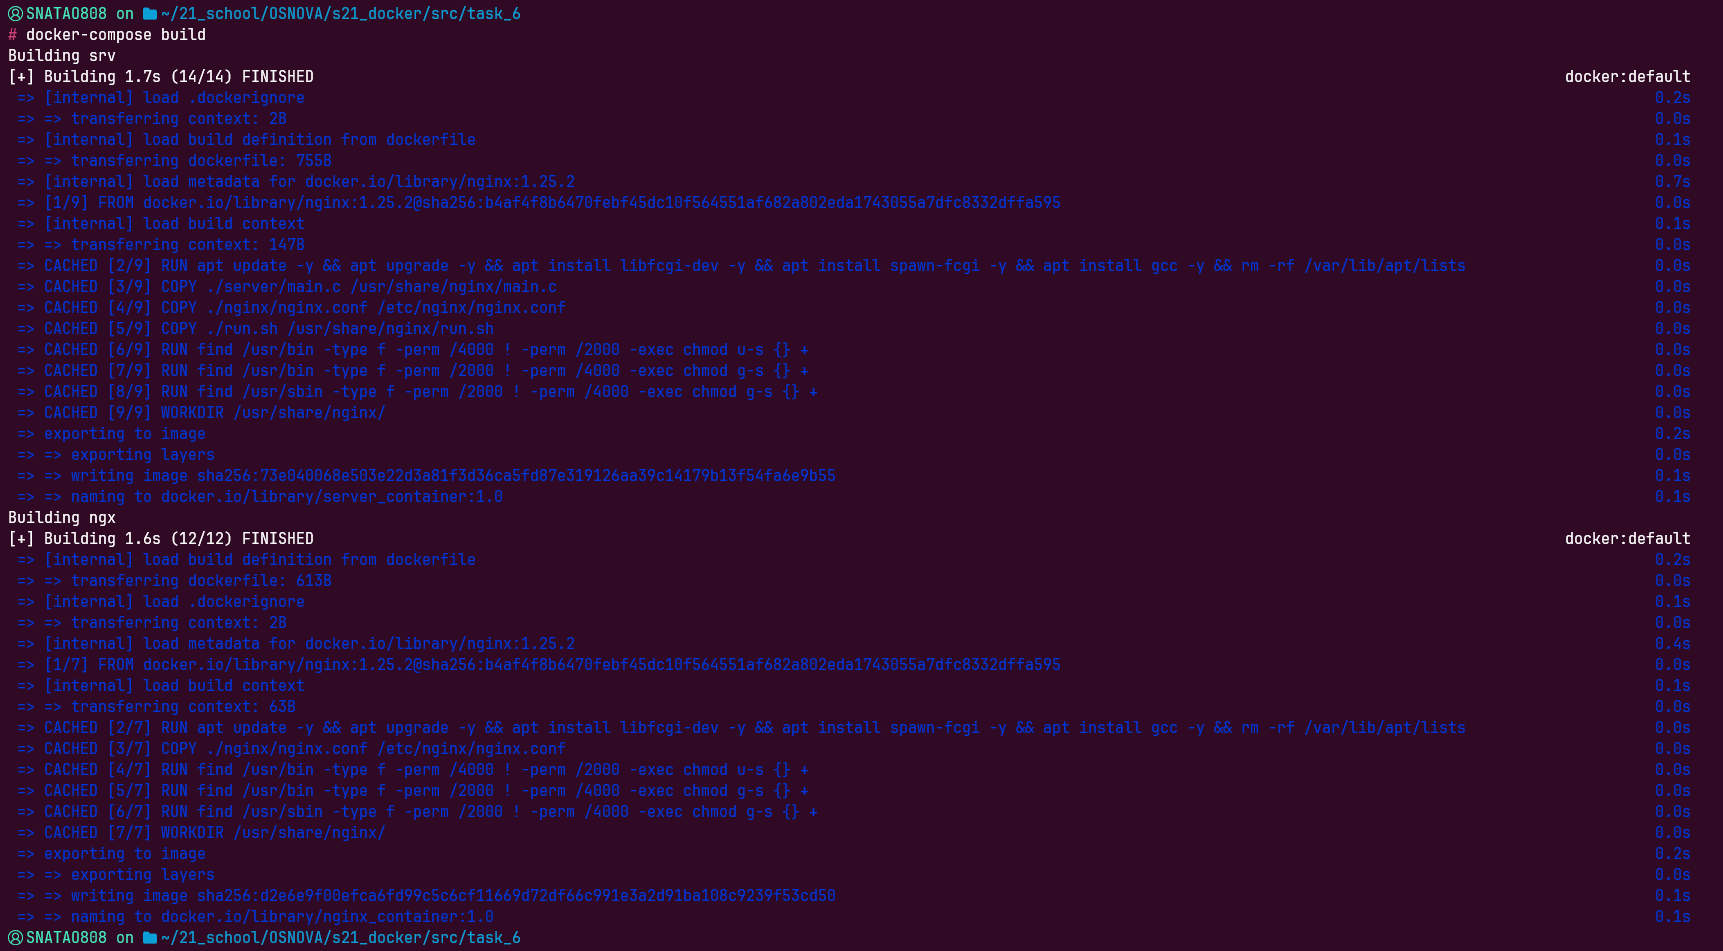 SNATAO808 on ~/21_school/OSNOVA/s21_docker/src/task_6
# docker-compose build
Building srv
[+] Building 1.7s (14/14) FINISHED docker:default
=> [internal] load .dockerignore 0.2s
=> => transferring context: 2B 0.0s
=> [internal] load build definition from dockerfile 0.1s
=> => transferring dockerfile: 755B 0.0s
=> [internal] load metadata for docker.io/library/nginx:1.25.2 0.7s
=> [1/9] FROM docker.io/library/nginx:1.25.2@sha256:b4af4f8b6470febf45dc10f564551af682a802eda1743055a7dfc8332dffa595 0.0s
=> [internal] load build context 0.1s
=> => transferring context: 147B 0.0s
=> CACHED [2/9] RUN apt update -y && apt upgrade -y && apt install libfcgi-dev -y && apt install spawn-fcgi -y && apt install gcc -y && rm -rf /var/lib/apt/lists 0.0s
=> CACHED [3/9] COPY ./server/main.c /usr/share/nginx/main.c 0.0s
=> CACHED [4/9] COPY ./nginx/nginx.conf /etc/nginx/nginx.conf 0.0s
=> CACHED [5/9] COPY ./run.sh /usr/share/nginx/run.sh 0.0s
=> CACHED [6/9] RUN find /usr/bin -type f -perm /4000 ! -perm /2000 -exec chmod u-s {} + 0.0s
=> CACHED [7/9] RUN find /usr/bin -type f -perm /2000 ! -perm /4000 -exec chmod g-s {} + 0.0s
=> CACHED [8/9] RUN find /usr/sbin -type f -perm /2000 ! -perm /4000 -exec chmod g-s {} + 0.0s
=> CACHED [9/9] WORKDIR /usr/share/nginx/ 0.0s
=> exporting to image 0.2s
=> => exporting layers 0.0s
=> => writing image sha256:73e040068e503e22d3a81f3d36ca5fd87e319126aa39c14179b13f54fa6e9b55 0.1s
=> => naming to docker.io/library/server_container:1.0 0.1s
Building ngx
[+] Building 1.6s (12/12) FINISHED docker:default
=> [internal] load build definition from dockerfile 0.2s
=> => transferring dockerfile: 613B 0.0s
=> [internal] load .dockerignore 0.1s
=> => transferring context: 2B 0.0s
=> [internal] load metadata for docker.io/library/nginx:1.25.2 0.4s
=> [1/7] FROM docker.io/library/nginx:1.25.2@sha256:b4af4f8b6470febf45dc10f564551af682a802eda1743055a7dfc8332dffa595 0.0s
=> [internal] load build context 0.1s
=> => transferring context: 63B 0.0s
=> CACHED [2/7] RUN apt update -y && apt upgrade -y && apt install libfcgi-dev -y && apt install spawn-fcgi -y && apt install gcc -y && rm -rf /var/lib/apt/lists 0.0s
=> CACHED [3/7] COPY ./nginx/nginx.conf /etc/nginx/nginx.conf 0.0s
=> CACHED [4/7] RUN find /usr/bin -type f -perm /4000 ! -perm /2000 -exec chmod u-s {} + 0.0s
=> CACHED [5/7] RUN find /usr/bin -type f -perm /2000 ! -perm /4000 -exec chmod g-s {} + 0.0s
=> CACHED [6/7] RUN find /usr/sbin -type f -perm /2000 ! -perm /4000 -exec chmod g-s {} + 0.0s
=> CACHED [7/7] WORKDIR /usr/share/nginx/ 0.0s
=> exporting to image 0.2s
=> => exporting layers 0.0s
=> => writing image sha256:d2e6e9f00efca6fd99c5c6cf11669d72df66c991e3a2d91ba108c9239f53cd50 0.1s
=> => naming to docker.io/library/nginx_container:1.0 0.1s
SNATAO808 on ~/21_school/OSNOVA/s21_docker/src/task_6